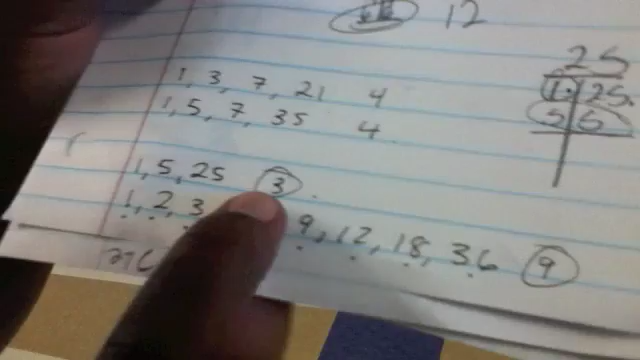 12
25
1, 3, 7, 21 4
1 25
1, 5, 7, 35 4
5 5
1, 5, 25 3
1, 2, 3 9, 12, 18, 36 9